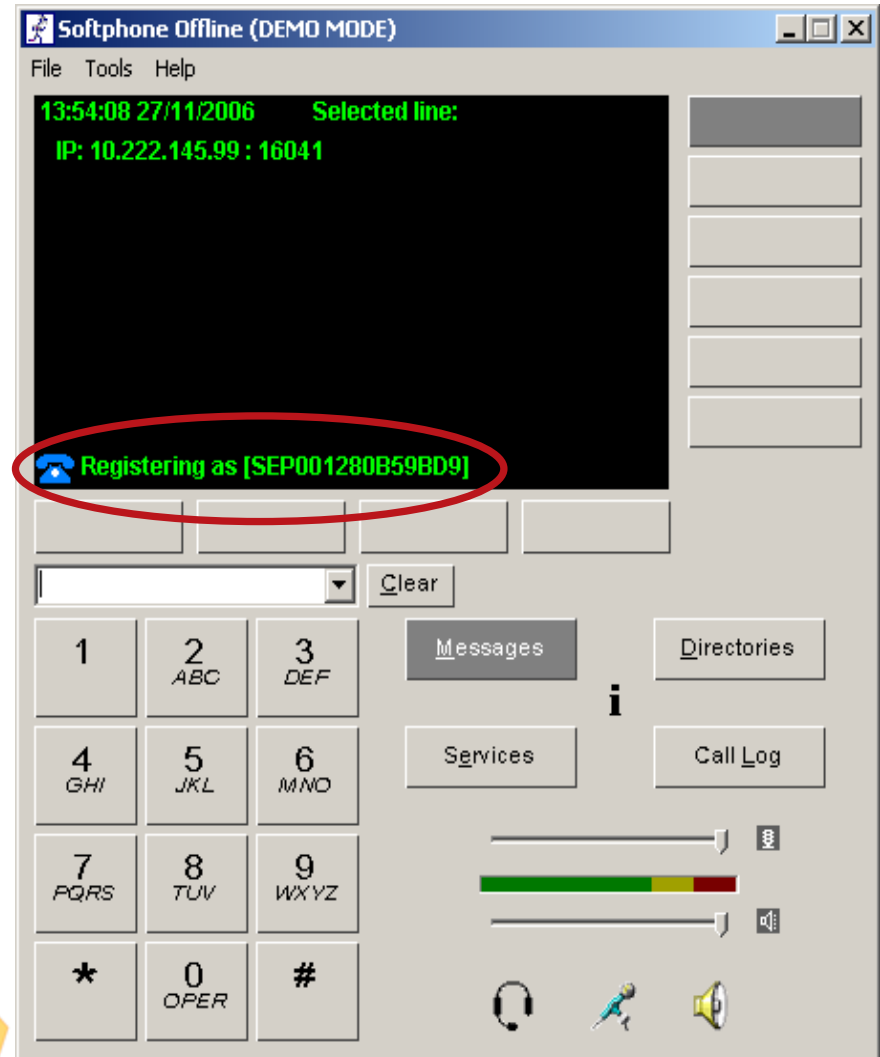 Softphone Offline (DEMO MODE)
File Tools Help
13:54:08 27/11/2006 Selected line:
IP: 10.222.145.99 : 16041
Registering as [SEP001280B59BD9]
Clear
1
2
ABC
3
DEF
Messages
Directories
i
4
GHI
5
JKL
6
MNO
Services
Call Log
7
PQRS
8
TUV
9
WXYZ
*
0
OPER
#